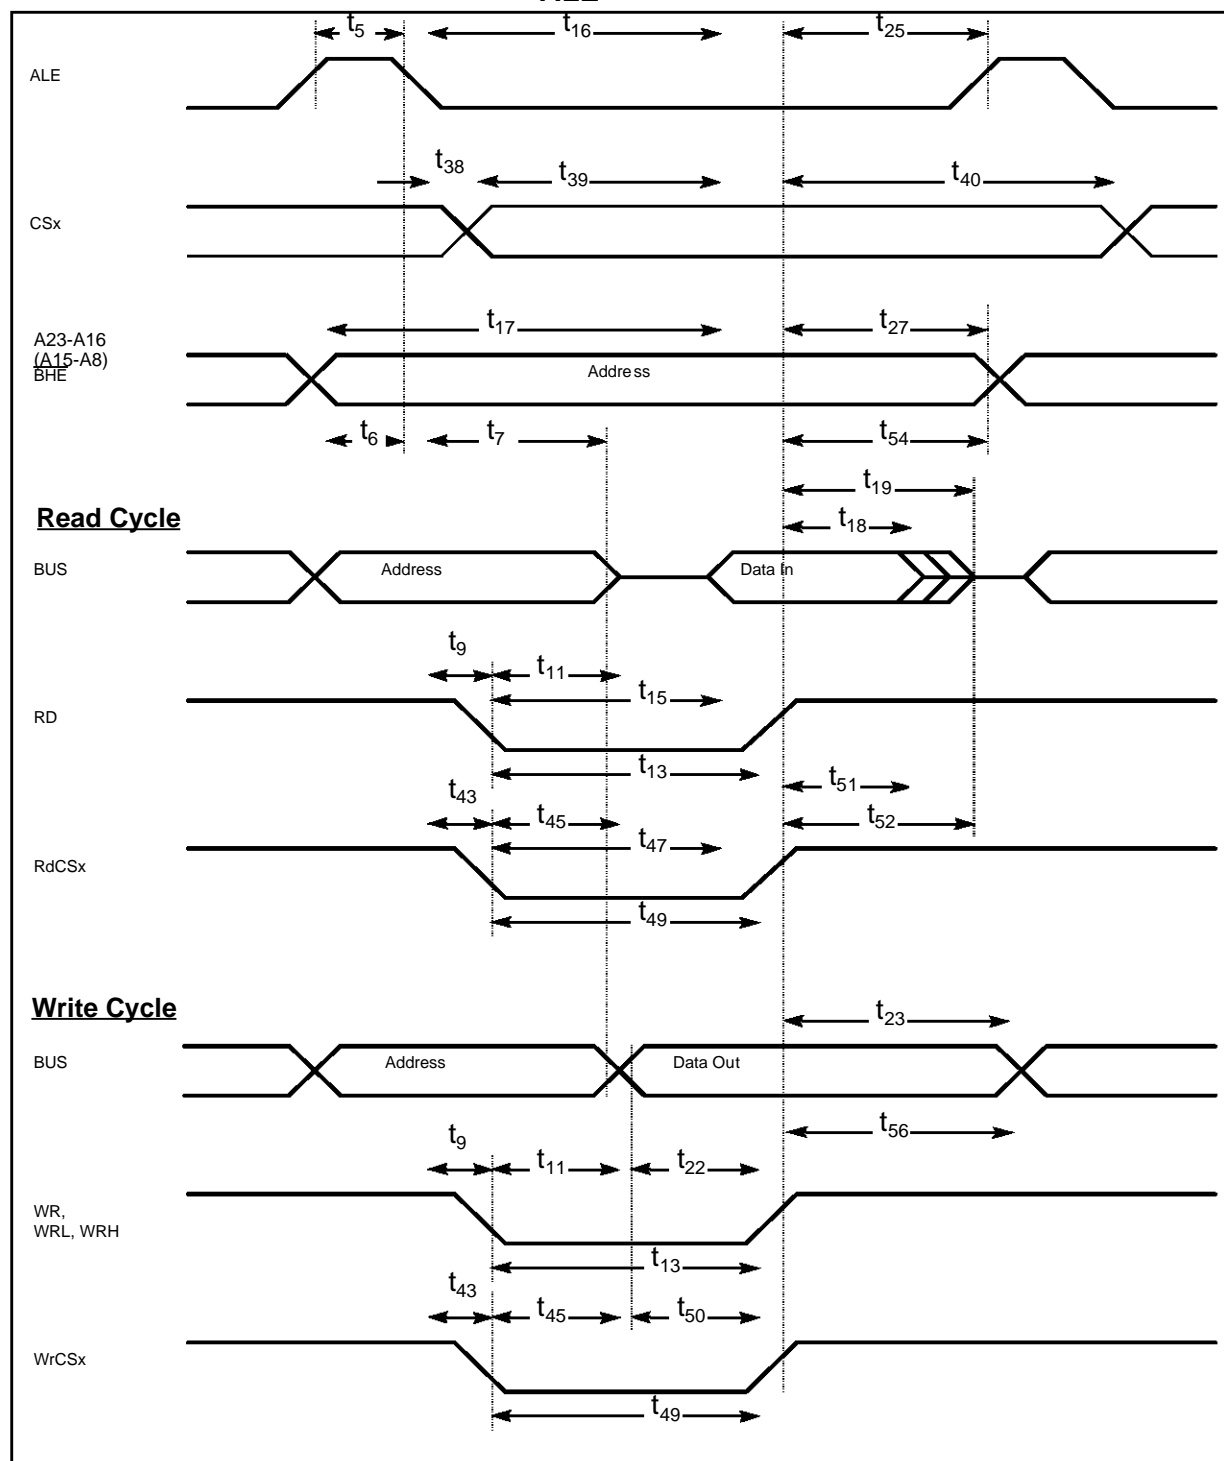 t5 t16 t25
ALE
t38 t39 t40
CSx
t17 t27
A23-A16
(A15-A8)
BHE
Address
t6 t7 t54
t19
Read Cycle
t18
BUS Address Data In
t9 t11
t15
RD
t13 t51
t43 t45 t52
t47
RdCSx
t49
Write Cycle
t23
BUS Address Data Out
t56
t9 t11 t22
WR,
WRL, WRH
t13
t43 t45 t50
WrCSx
t49